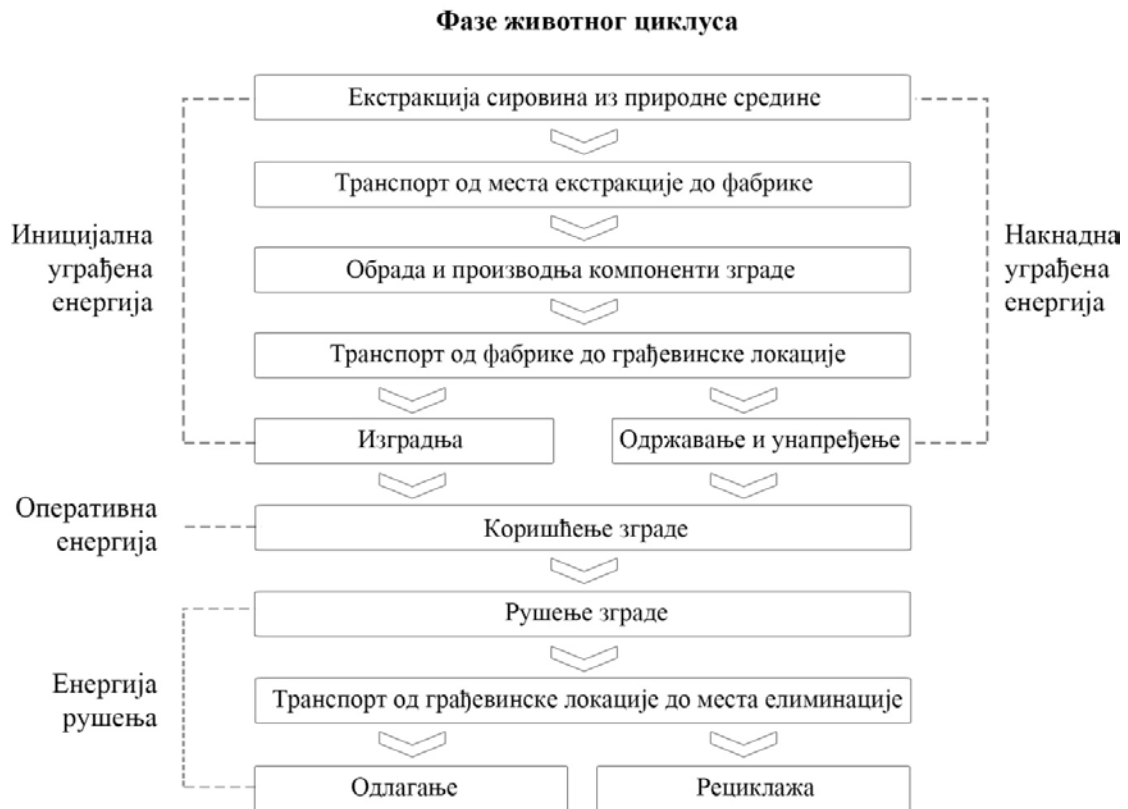 Фазе животног циклуса
Екстракција сировина из природне средине
Транспорт од места екстракције до фабрике
Иницијална
уграђена
енергија
Накнадна
уграђена
енергија
Обрада и производња компоненти зграде
Транспорт од фабрике до грађевинске локације
Изградња
Одржавање и унапређење
Оперативна
енергија
Коришћење зграде
Рушење зграде
Енергија
рушења
Транспорт од грађевинске локације до места елиминације
Одлагање
Рециклажа